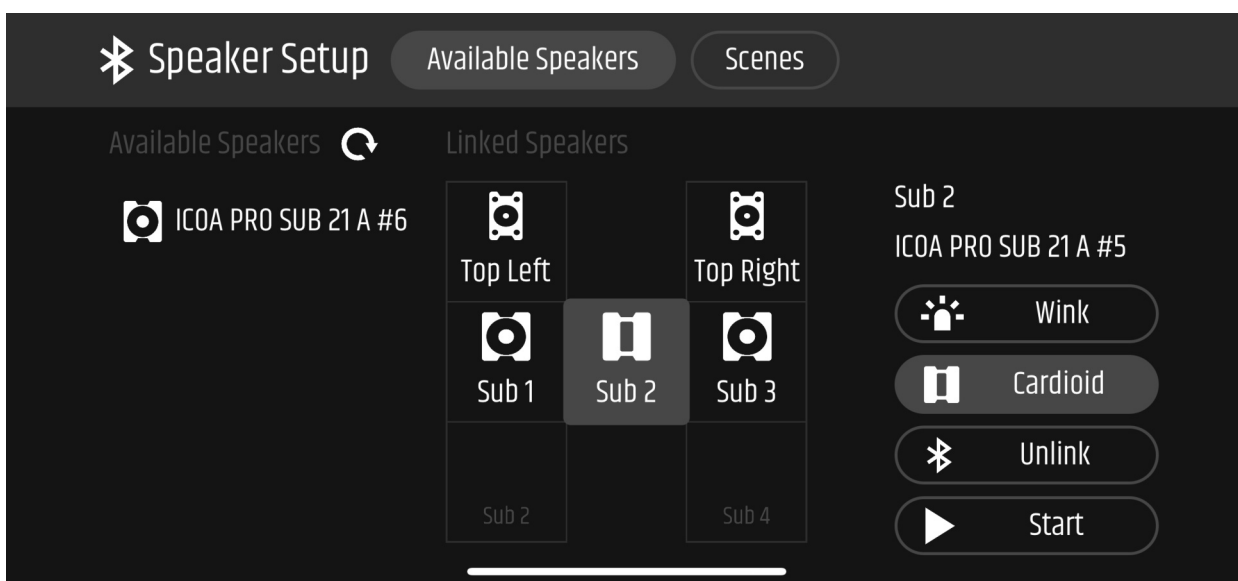 Speaker Setup
Available Speakers
Scenes
Available Speakers
Linked Speakers
ICOA PRO SUB 21 A #6
Top Left
Top Right
Sub 1
Sub 2
Sub 3
Sub 2
Sub 4
Sub 2
ICOA PRO SUB 21 A #5
Wink
Cardioid
Unlink
Start